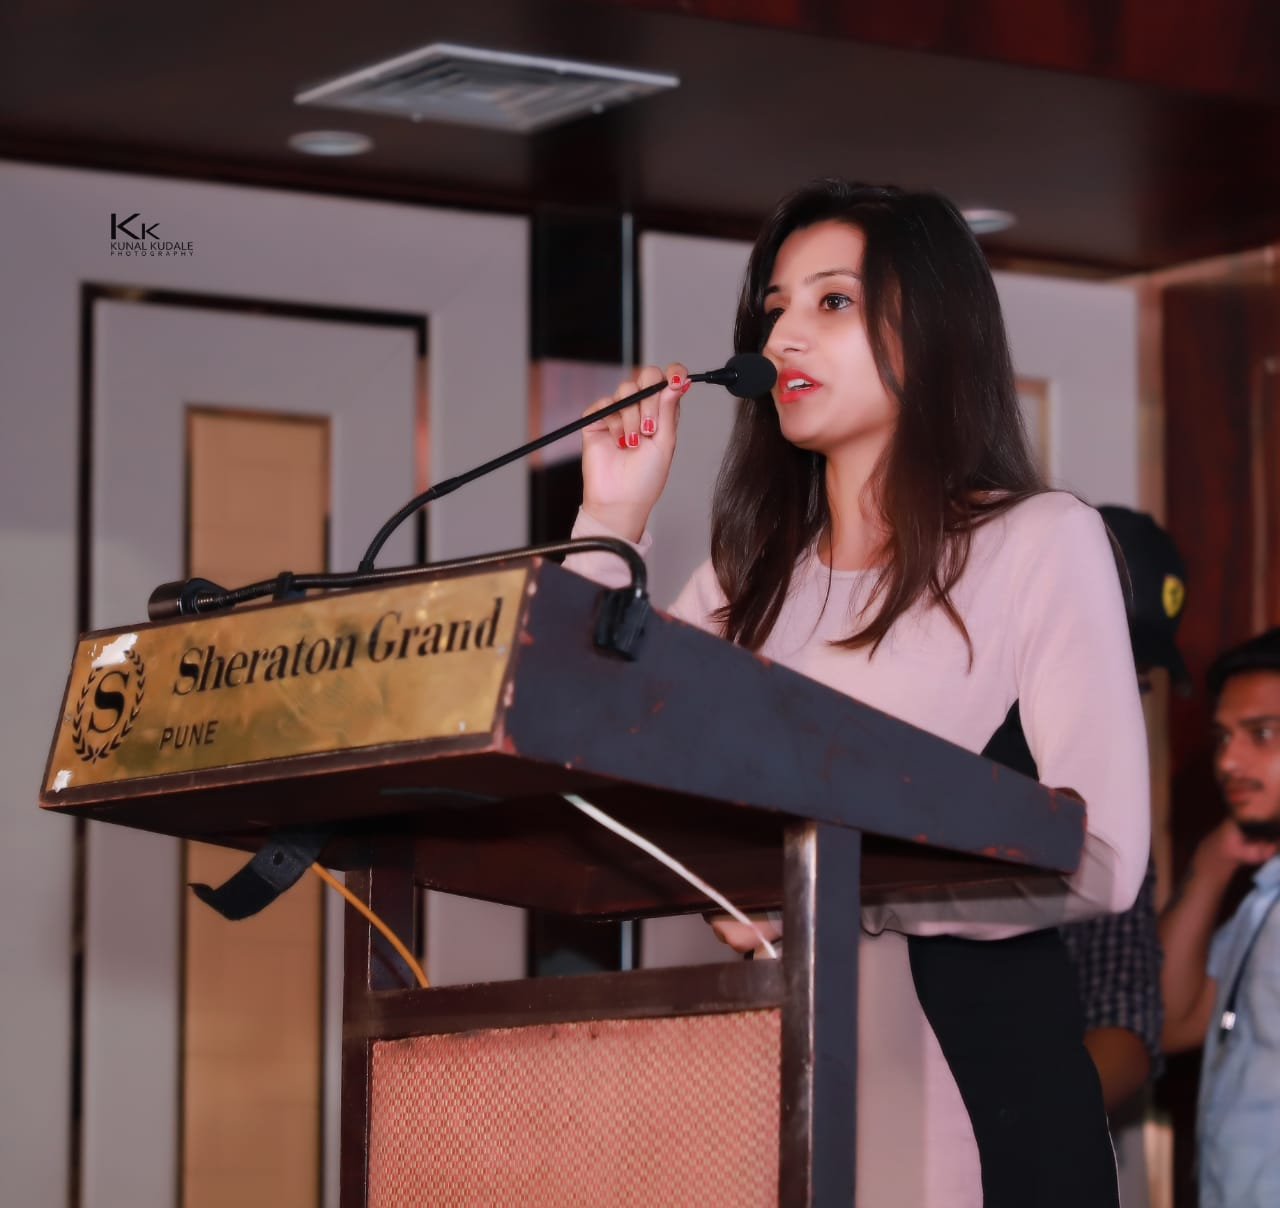 KK
KUNAL KUDALE
PHOTOGRAPHY
S
Sheraton Grand
PUNE